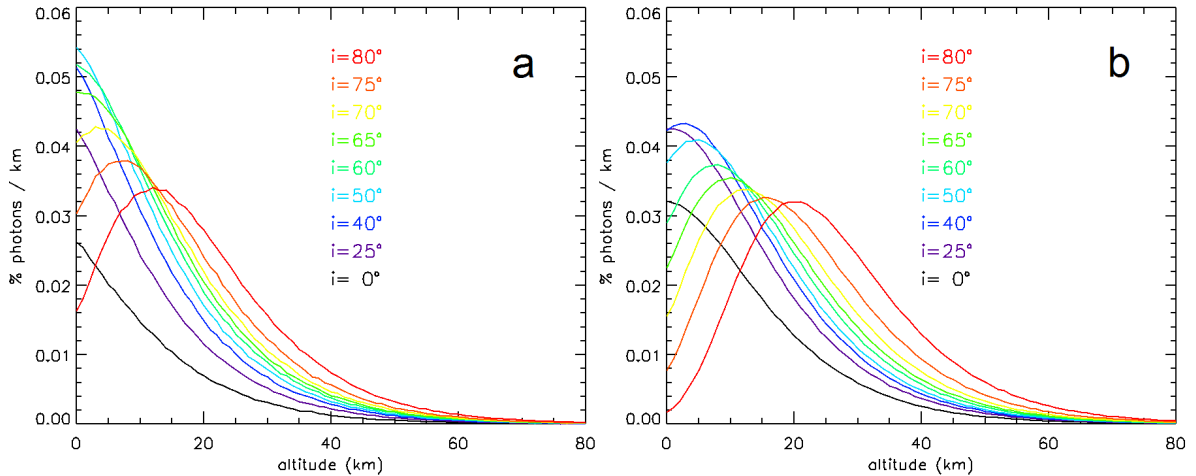 a
i=80°
i=75°
i=70°
i=65°
i=60°
i=50°
i=40°
i=25°
i= 0°
0.06
0.05
0.04
0.03
0.02
0.01
0.00
% photons / km
0 20 40 60 80
altitude (km)
b
i=80°
i=75°
i=70°
i=65°
i=60°
i=50°
i=40°
i=25°
i= 0°
0.06
0.05
0.04
0.03
0.02
0.01
0.00
% photons / km
0 20 40 60 80
altitude (km)